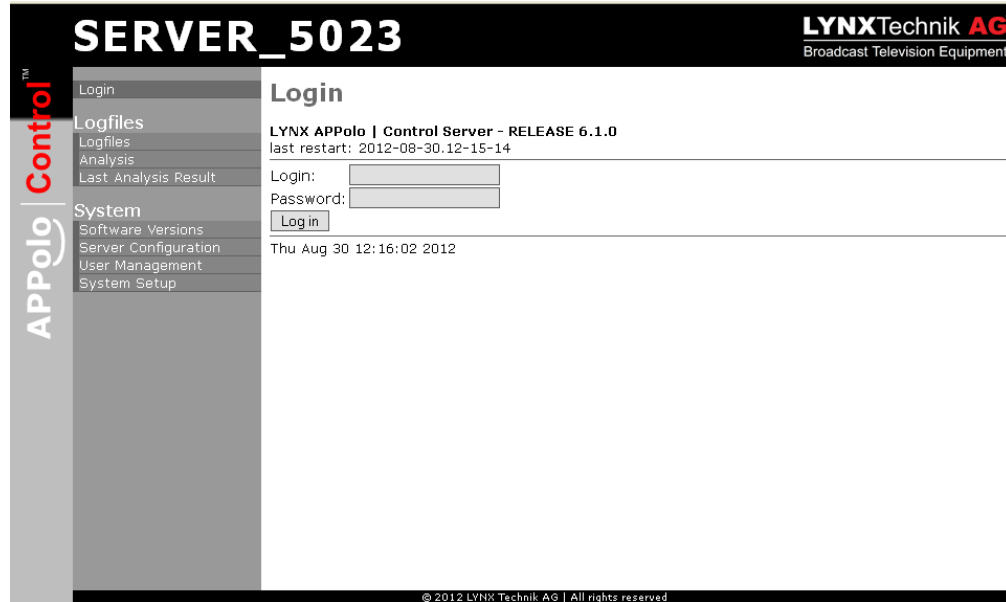 SERVER_5023
LYNXTechnik AG
Broadcast Television Equipment
APPolo | Control™
Login
Logfiles
Logfiles
Analysis
Last Analysis Result
System
Software Versions
Server Configuration
User Management
System Setup
Login
LYNX APPolo | Control Server - RELEASE 6.1.0
last restart: 2012-08-30.12-15-14
Login:
Password:
Log in
Thu Aug 30 12:16:02 2012
© 2012 LYNX Technik AG | All rights reserved